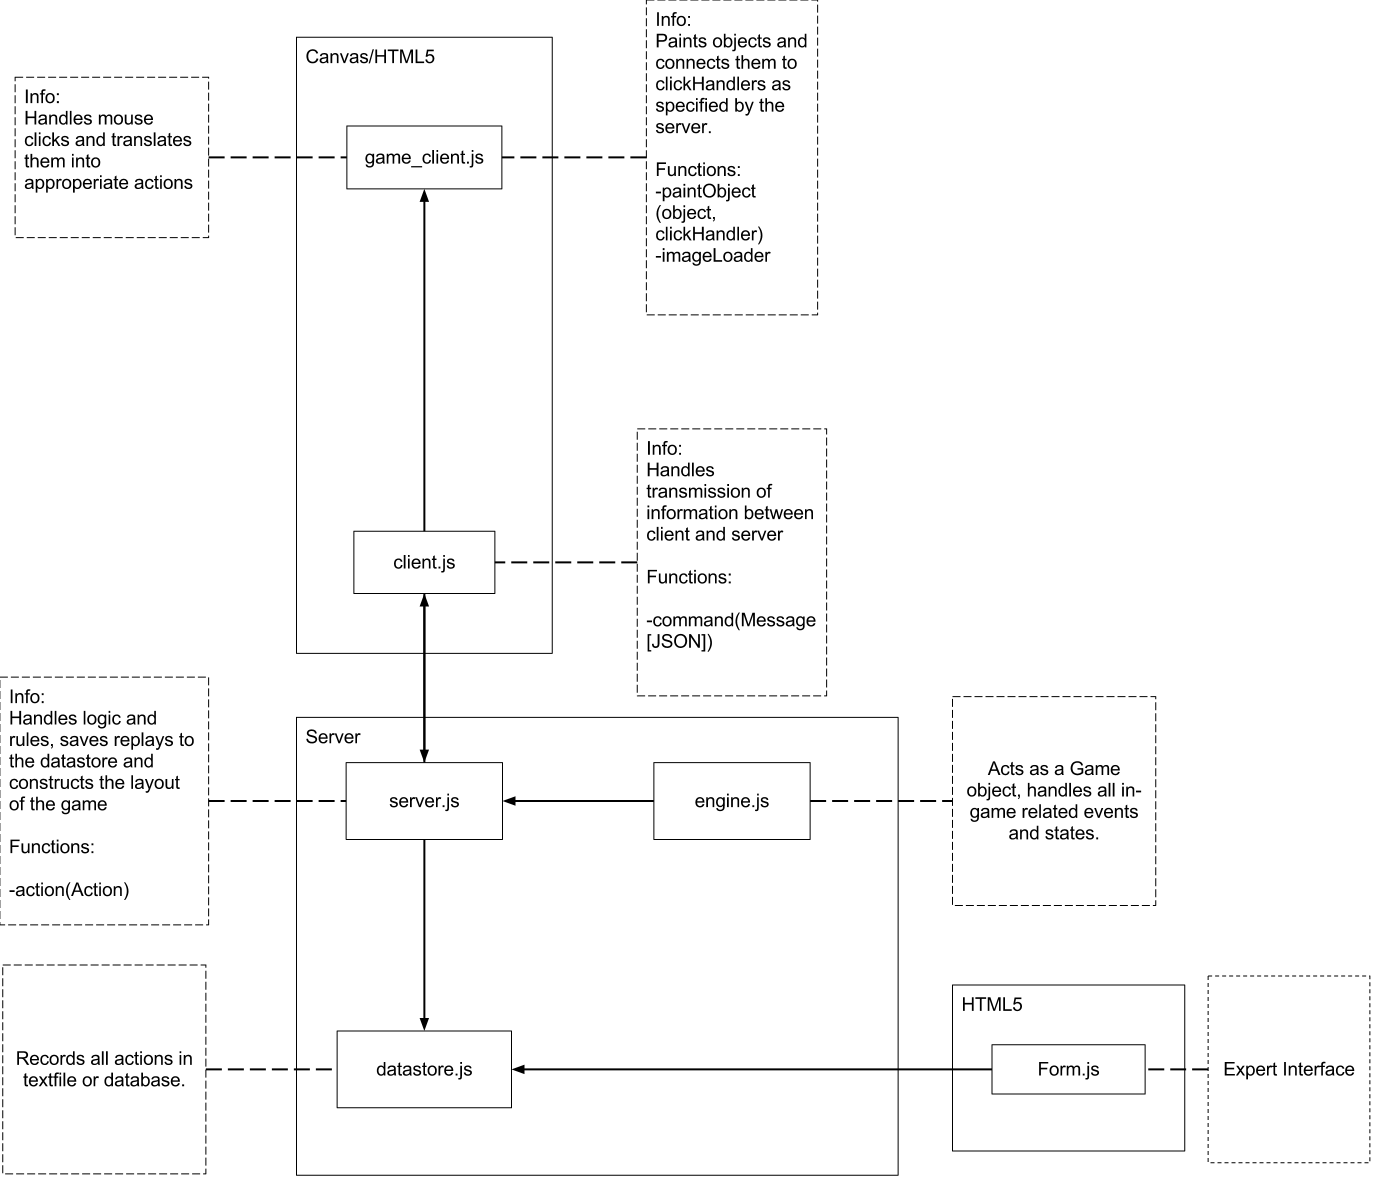 Info:
Paints objects and
connects them to
clickHandlers as
specified by the
server.
Functions:
-paintObject
(object,
clickHandler)
-imageLoader
Canvas/HTML5
Info:
Handles mouse
clicks and translates
them into
approperiate actions
game_client.js
Info:
Handles
transmission of
information between
client and server
Functions:
-command(Message
[JSON])
client.js
Info:
Handles logic and
rules, saves replays to
the datastore and
constructs the layout
of the game
Functions:
-action(Action)
Server
server.js
engine.js
Acts as a Game
object, handles all in-
game related events
and states.
Records all actions in
textfile or database.
datastore.js
HTML5
Form.js
Expert Interface